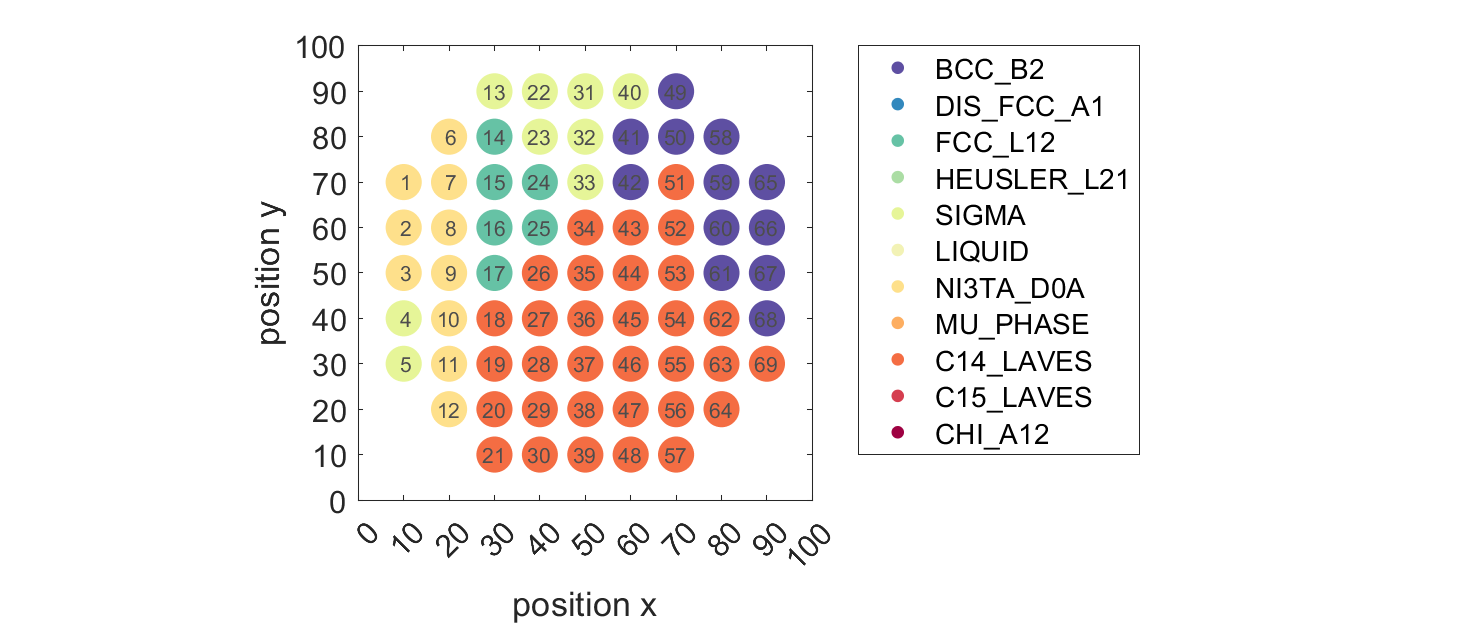 100
13 22 31 40 49
90
6 14 23 32 41 50 58
80
1 7 15 24 33 42 51 59 65
70
2 8 16 25 34 43 52 60 66
60
3 9 17 26 35 44 53 61 67
50
4 10 18 27 36 45 54 62 68
40
5 11 19 28 37 46 55 63 69
30
12 20 29 38 47 56 64
20
21 30 39 48 57
10
0
position y
0 10 20 30 40 50 60 70 80 90 100
position x
BCC_B2
DIS_FCC_A1
FCC_L12
HEUSLER_L21
SIGMA
LIQUID
NI3TA_D0A
MU_PHASE
C14_LAVES
C15_LAVES
CHI_A12